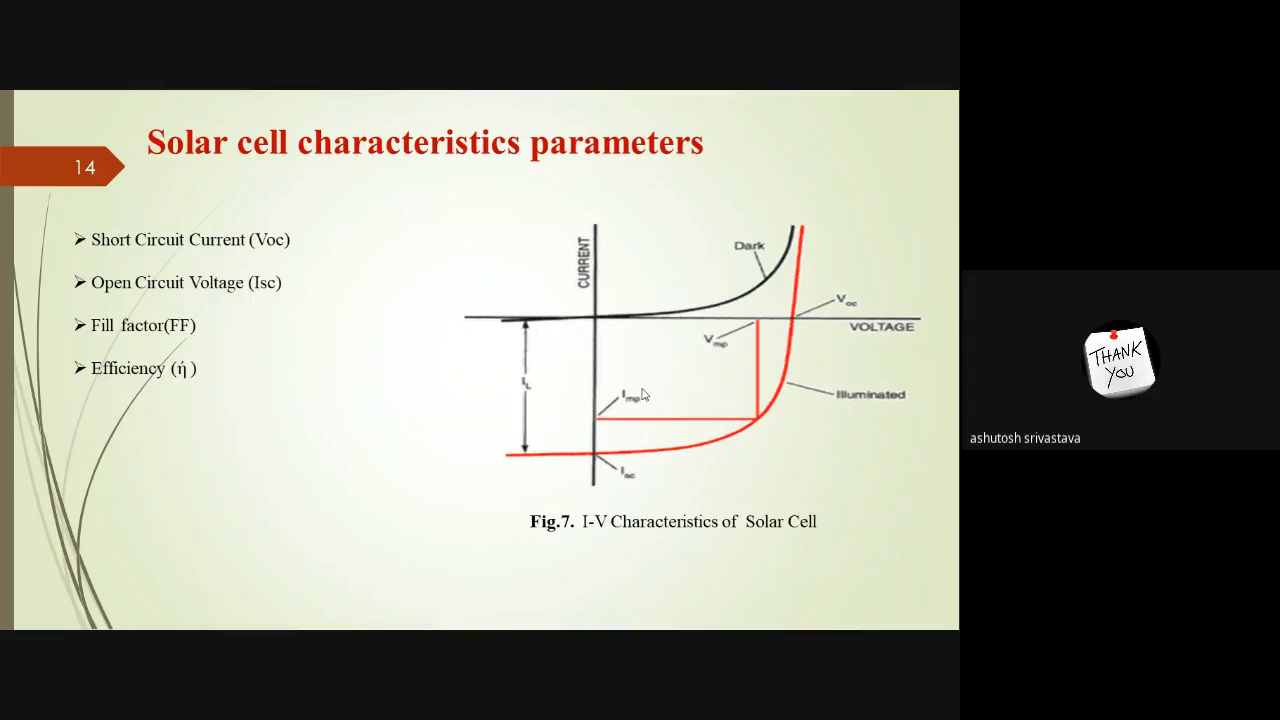 Solar cell characteristics parameters
14
➢ Short Circuit Current (Voc)
➢ Open Circuit Voltage (Isc)
➢ Fill factor(FF)
➢ Efficiency (ή )
CURRENT
Dark
Voc
VOLTAGE
Vmp
IL
Imp
Illuminated
Isc
Fig.7. I-V Characteristics of Solar Cell
THANK
YOU
ashutosh srivastava